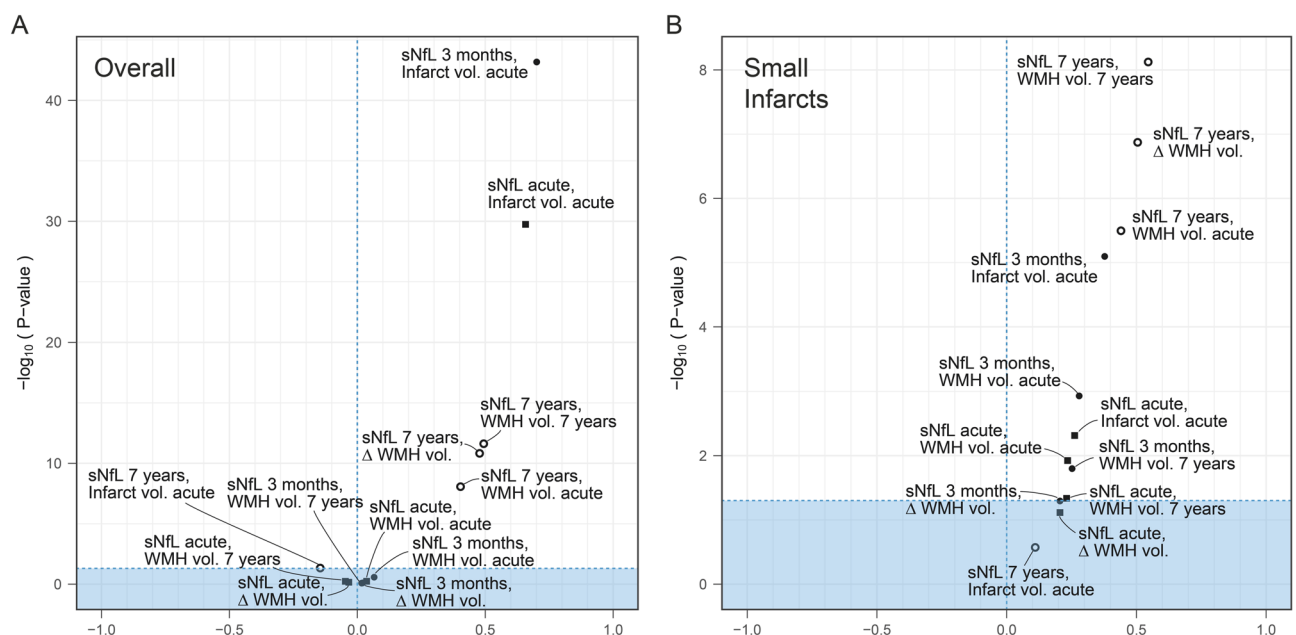 A
Overall
sNfL 3 months,
Infarct vol. acute
sNfL acute,
Infarct vol. acute
sNfL 7 years,
WMH vol. 7 years
sNfL 7 years,
Δ WMH vol.
sNfL 7 years,
WMH vol. acute
sNfL 7 years,
Infarct vol. acute
sNfL 3 months,
WMH vol. 7 years
sNfL acute,
WMH vol. acute
sNfL acute,
WMH vol. 7 years
sNfL 3 months,
WMH vol. acute
sNfL acute,
Δ WMH vol.
sNfL 3 months,
Δ WMH vol.
40
30
20
10
0
−log10 ( P−value )
−1.0
−0.5
0.0
0.5
1.0
B
Small
Infarcts
sNfL 7 years,
WMH vol. 7 years
sNfL 7 years,
Δ WMH vol.
sNfL 7 years,
WMH vol. acute
sNfL 3 months,
Infarct vol. acute
sNfL 3 months,
WMH vol. acute
sNfL acute,
Infarct vol. acute
sNfL acute,
WMH vol. acute
sNfL 3 months,
WMH vol. 7 years
sNfL 3 months,
Δ WMH vol.
sNfL acute,
WMH vol. 7 years
sNfL acute,
Δ WMH vol.
sNfL 7 years,
Infarct vol. acute
8
6
4
2
0
−log10 ( P−value )
−1.0
−0.5
0.0
0.5
1.0